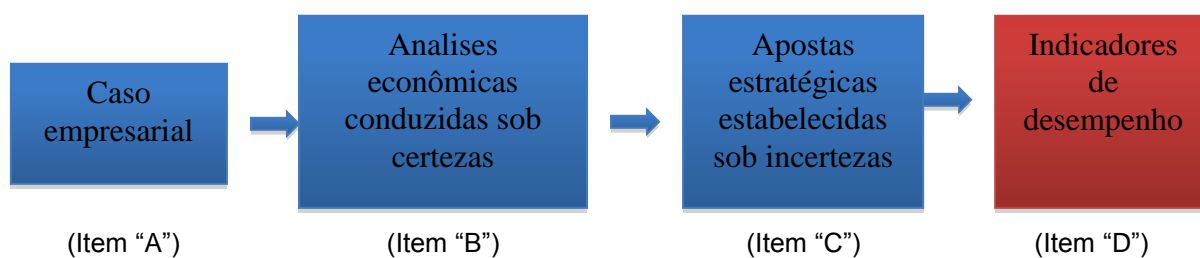 Caso
empresarial
Analises
econômicas
conduzidas sob
certezas
Apostas
estratégicas
estabelecidas
sob incertezas
Indicadores
de
desempenho
(Item “A”)
(Item “B”)
(Item “C”)
(Item “D”)